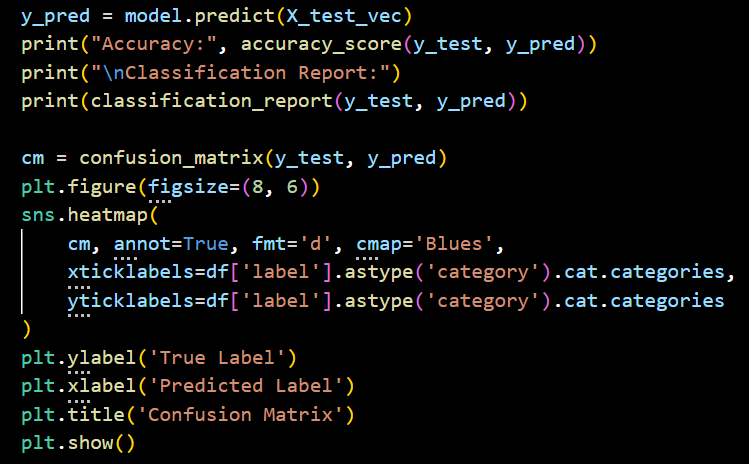 y_pred = model.predict(X_test_vec)
print("Accuracy:", accuracy_score(y_test, y_pred))
print("\nClassification Report:")
print(classification_report(y_test, y_pred))

cm = confusion_matrix(y_test, y_pred)
plt.figure(figsize=(8, 6))
sns.heatmap(
    cm, annot=True, fmt='d', cmap='Blues',
    xticklabels=df['label'].astype('category').cat.categories,
    yticklabels=df['label'].astype('category').cat.categories
)
plt.ylabel('True Label')
plt.xlabel('Predicted Label')
plt.title('Confusion Matrix')
plt.show()